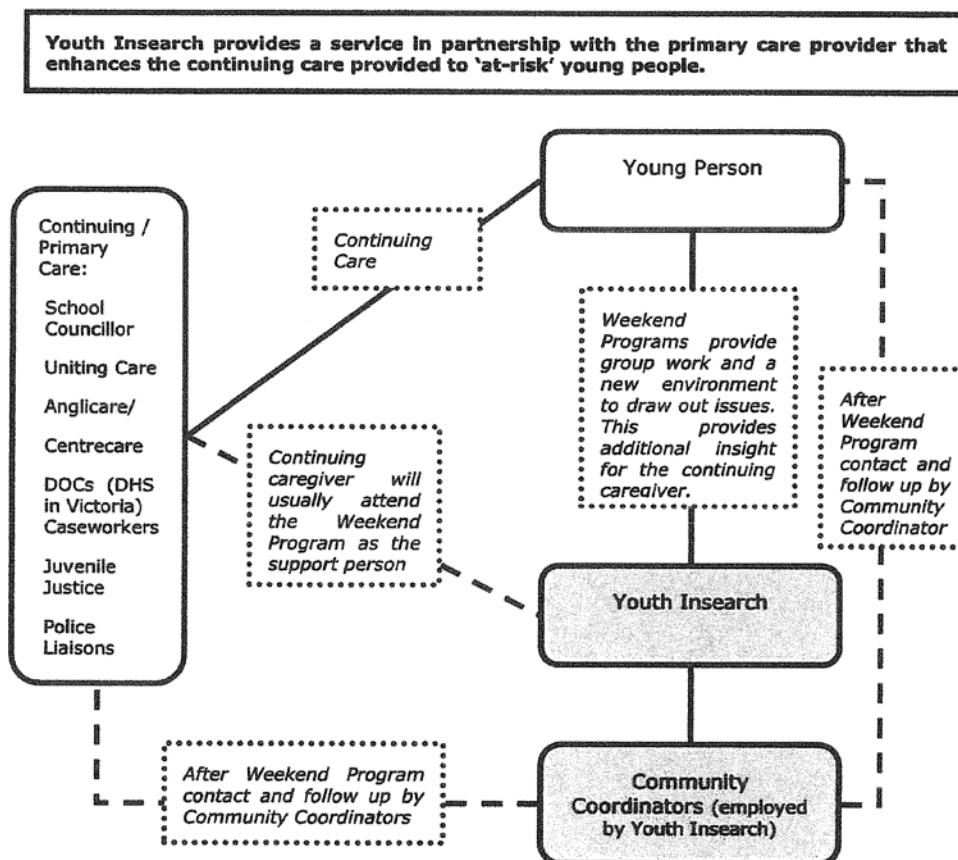 Youth Insearch provides a service in partnership with the primary care provider that
enhances the continuing care provided to 'at-risk' young people.
Young Person
Continuing /
Primary
Care:
School
Councillor
Uniting Care
Anglicare/
Centrecare
DOCs (DHS
in Victoria)
Caseworkers
Juvenile
Justice
Police
Liaisons
Continuing
Care
Weekend
Programs provide
group work and a
new environment
to draw out issues.
This provides
additional insight
for the continuing
caregiver.
After
Weekend
Program
contact and
follow up by
Community
Coordinator
Continuing
caregiver will
usually attend
the Weekend
Program as the
support person
Youth Insearch
After Weekend Program
contact and follow up by
Community Coordinators
Community
Coordinators (employed
by Youth Insearch)